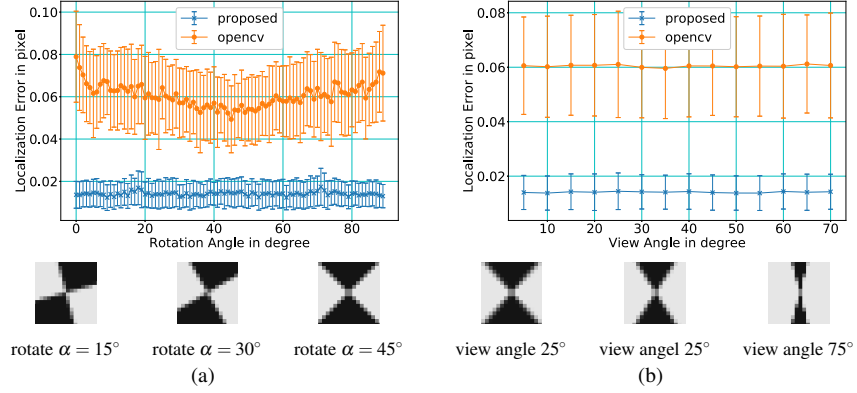 proposed
opencv
Localization Error in pixel
0.10
0.08
0.06
0.04
0.02
0 20 40 60 80
Rotation Angle in degree
proposed
opencv
Localization Error in pixel
0.08
0.06
0.04
0.02
10 20 30 40 50 60 70
View Angle in degree
rotate α = 15° rotate α = 30° rotate α = 45°
(a)
view angle 25° view angel 25° view angle 75°
(b)